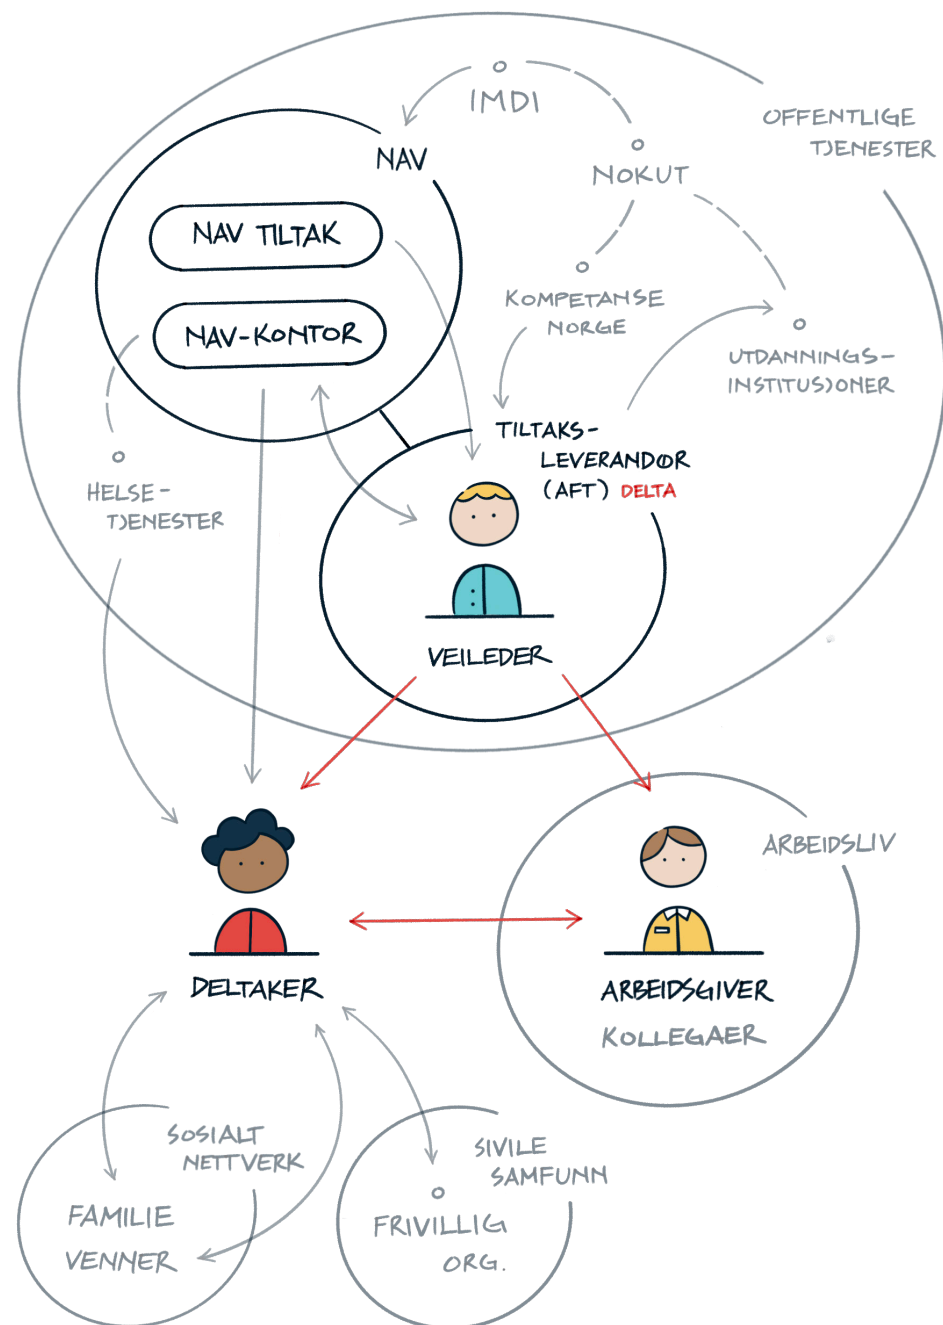 IMDI
OFFENTLIGE
TJENESTER
NAV
NOKUT
NAV TILTAK
KOMPETANSE
NORGE
NAV-KONTOR
UTDANNINGS-
INSTITUSJONER
TILTAKS-
LEVERANDØR
(AFT) DELTA
HELSE-
TJENESTER
VEILEDER
ARBEIDSLIV
DELTAKER
ARBEIDSGIVER
KOLLEGAER
SOSIALT
NETTVERK
FAMILIE
VENNER
SIVILE
SAMFUNN
FRIVILLIG
ORG.